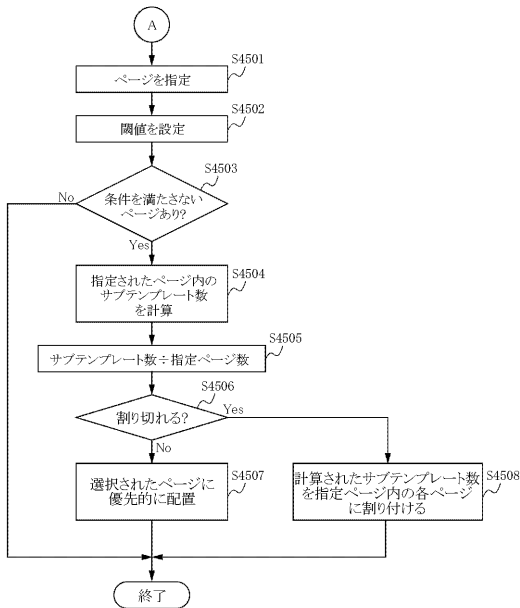 A
S4501
ページを指定
S4502
閾値を設定
S4503
条件を満たさない
ページあり?
No
Yes
S4504
指定されたページ内の
サブテンプレート数
を計算
S4505
サブテンプレート数÷指定ページ数
S4506
割り切れる?
Yes
No
S4507
選択されたページに
優先的に配置
S4508
計算されたサブテンプレート数
を指定ページ内の各ページ
に割り付ける
終了